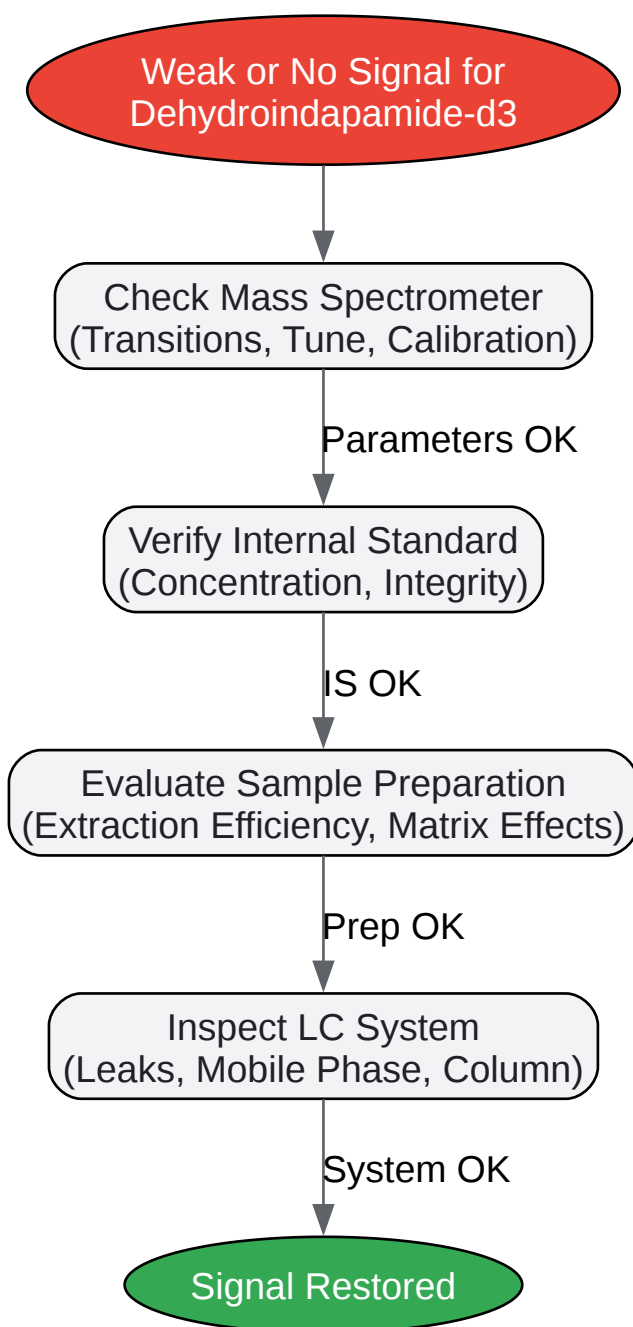 Weak or No Signal for
Dehydroindapamide-d3
Check Mass Spectrometer
(Transitions, Tune, Calibration)
Parameters OK
Verify Internal Standard
(Concentration, Integrity)
IS OK
Evaluate Sample Preparation
(Extraction Efficiency, Matrix Effects)
Prep OK
Inspect LC System
(Leaks, Mobile Phase, Column)
System OK
Signal Restored